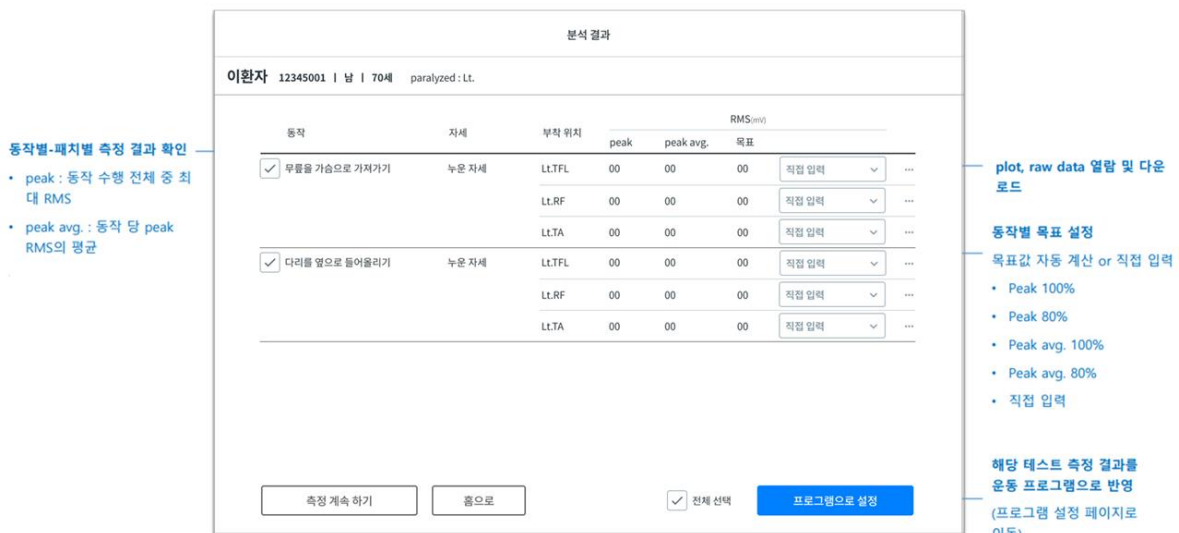 분석 결과
이환자 12345001 | 남 | 70세 paralyzed : Lt.
동작별-패치별 측정 결과 확인
• peak : 동작 수행 전체 중 최
대 RMS
• peak avg. : 동작 당 peak
RMS의 평균
동작 자세 부착 위치 RMS(mV)
peak peak avg. 목표
무릎을 가슴으로 가져가기 누운 자세 Lt.TFL 00 00 00 직접 입력 ...
Lt.RF 00 00 00 직접 입력 ...
Lt.TA 00 00 00 직접 입력 ...
다리를 옆으로 들어올리기 누운 자세 Lt.TFL 00 00 00 직접 입력 ...
Lt.RF 00 00 00 직접 입력 ...
Lt.TA 00 00 00 직접 입력 ...
측정 계속 하기 홈으로 전체 선택 프로그램으로 설정
plot, raw data 열람 및 다운
로드
동작별 목표 설정
목표값 자동 계산 or 직접 입력
• Peak 100%
• Peak 80%
• Peak avg. 100%
• Peak avg. 80%
• 직접 입력
해당 테스트 측정 결과를
운동 프로그램으로 반영
(프로그램 설정 페이지로